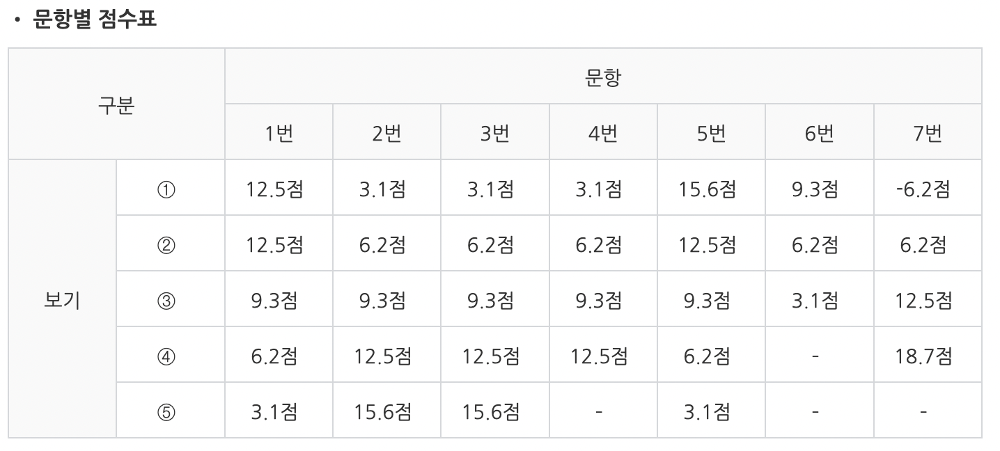 • 문항별 점수표
구분 문항
1번 2번 3번 4번 5번 6번 7번
보기 ① 12.5점 3.1점 3.1점 3.1점 15.6점 9.3점 -6.2점
② 12.5점 6.2점 6.2점 6.2점 12.5점 6.2점 6.2점
③ 9.3점 9.3점 9.3점 9.3점 9.3점 3.1점 12.5점
④ 6.2점 12.5점 12.5점 12.5점 6.2점 - 18.7점
⑤ 3.1점 15.6점 15.6점 - 3.1점 - -